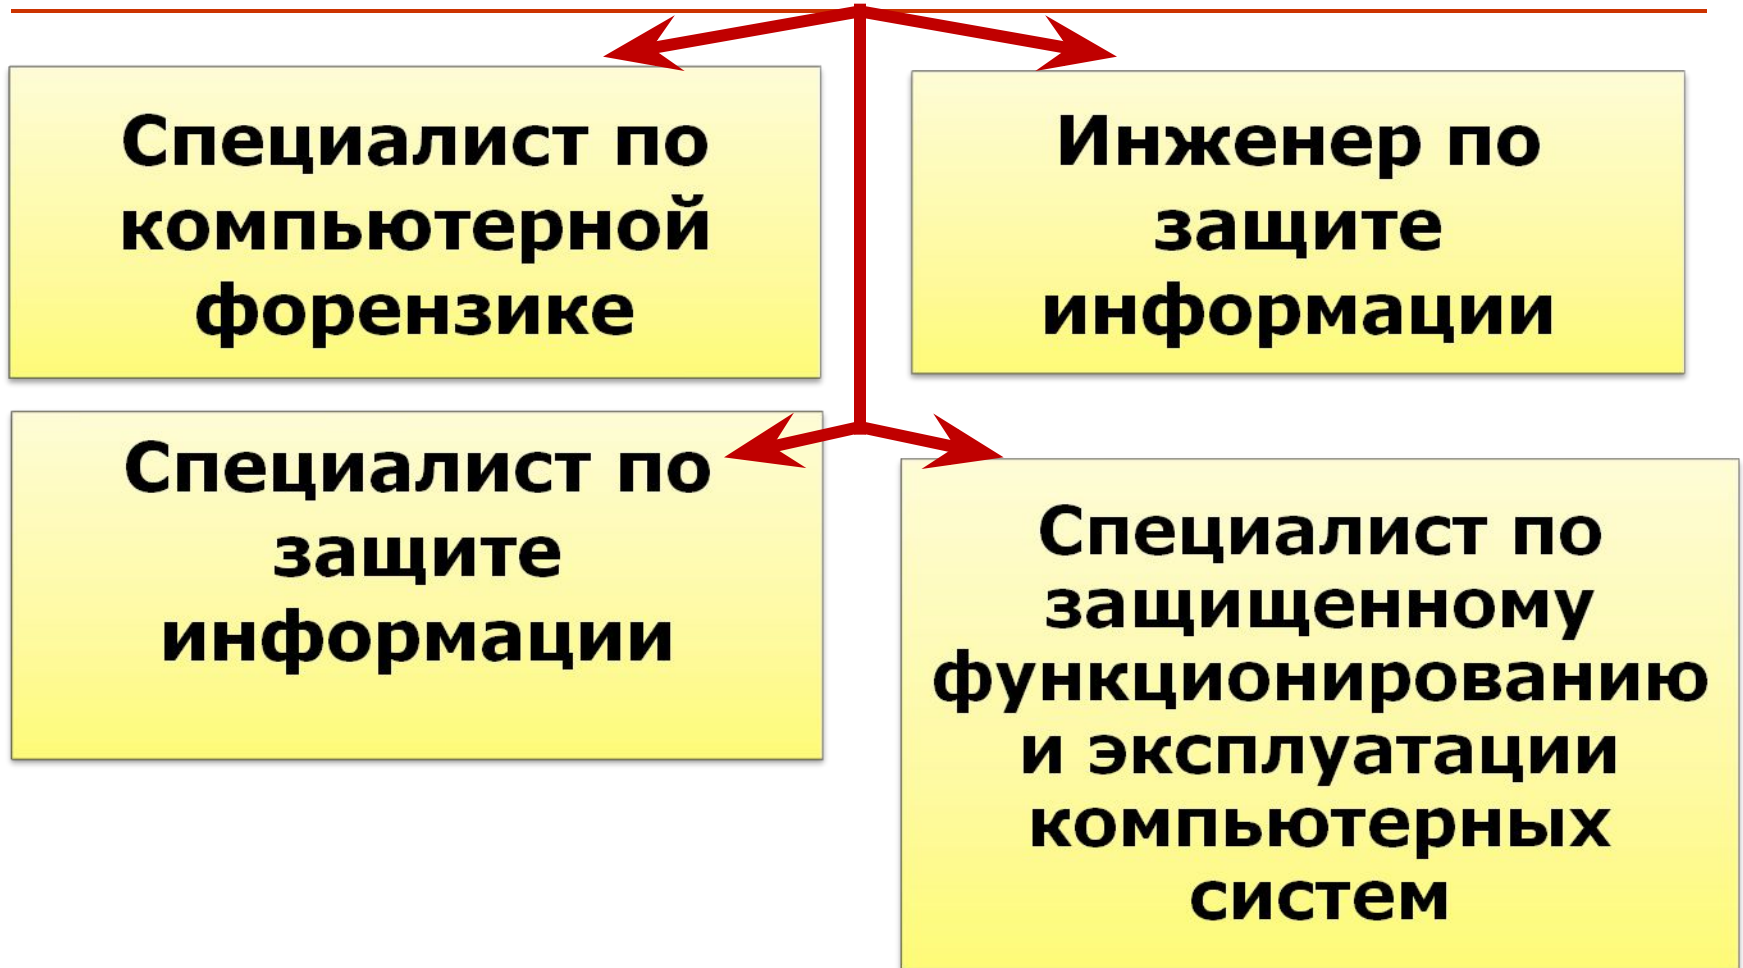 Специалист по
компьютерной
форензике
Инженер по
защите
информации
Специалист по
защите
информации
Специалист по
защищенному
функционированию
и эксплуатации
компьютерных
систем